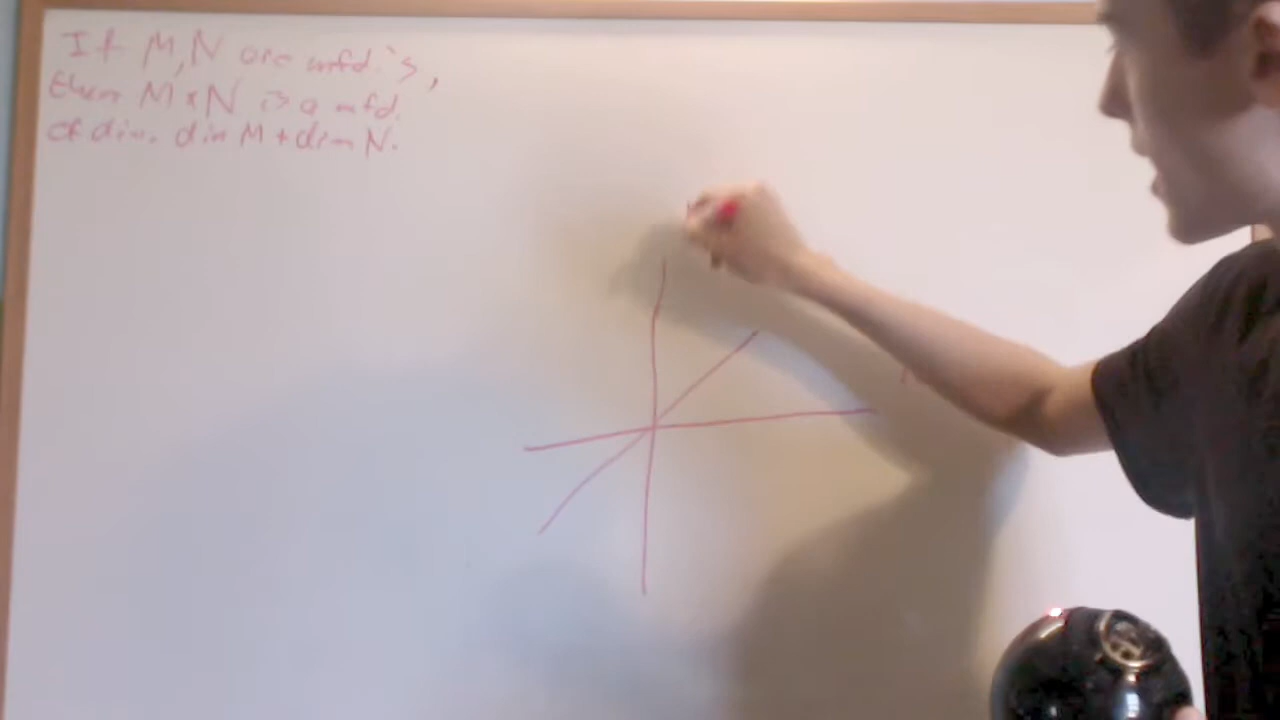 If M,N are mfd.'s,
then M×N is a mfd.
of dim. dim M + dim N.